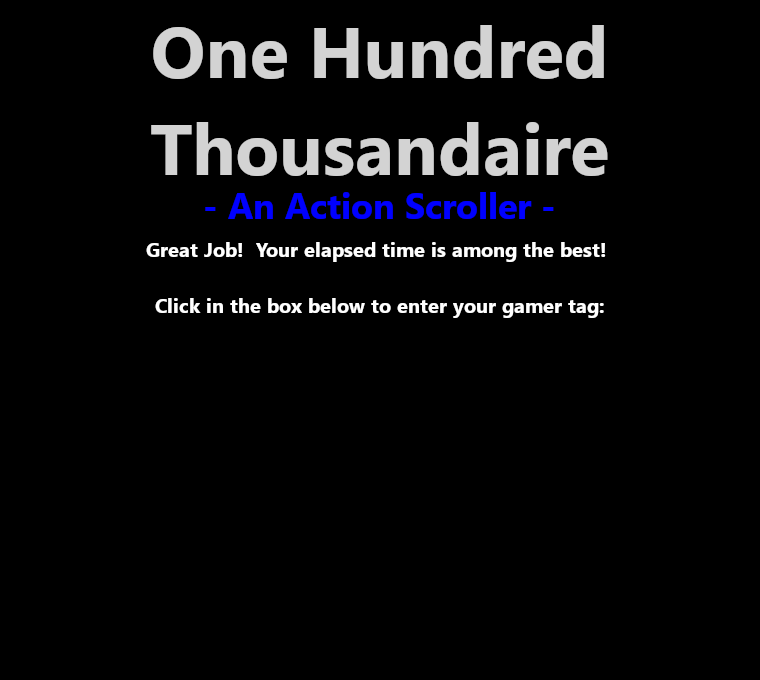 One Hundred
Thousandaire
- An Action Scroller -
Great Job!  Your elapsed time is among the best!
Click in the box below to enter your gamer tag: